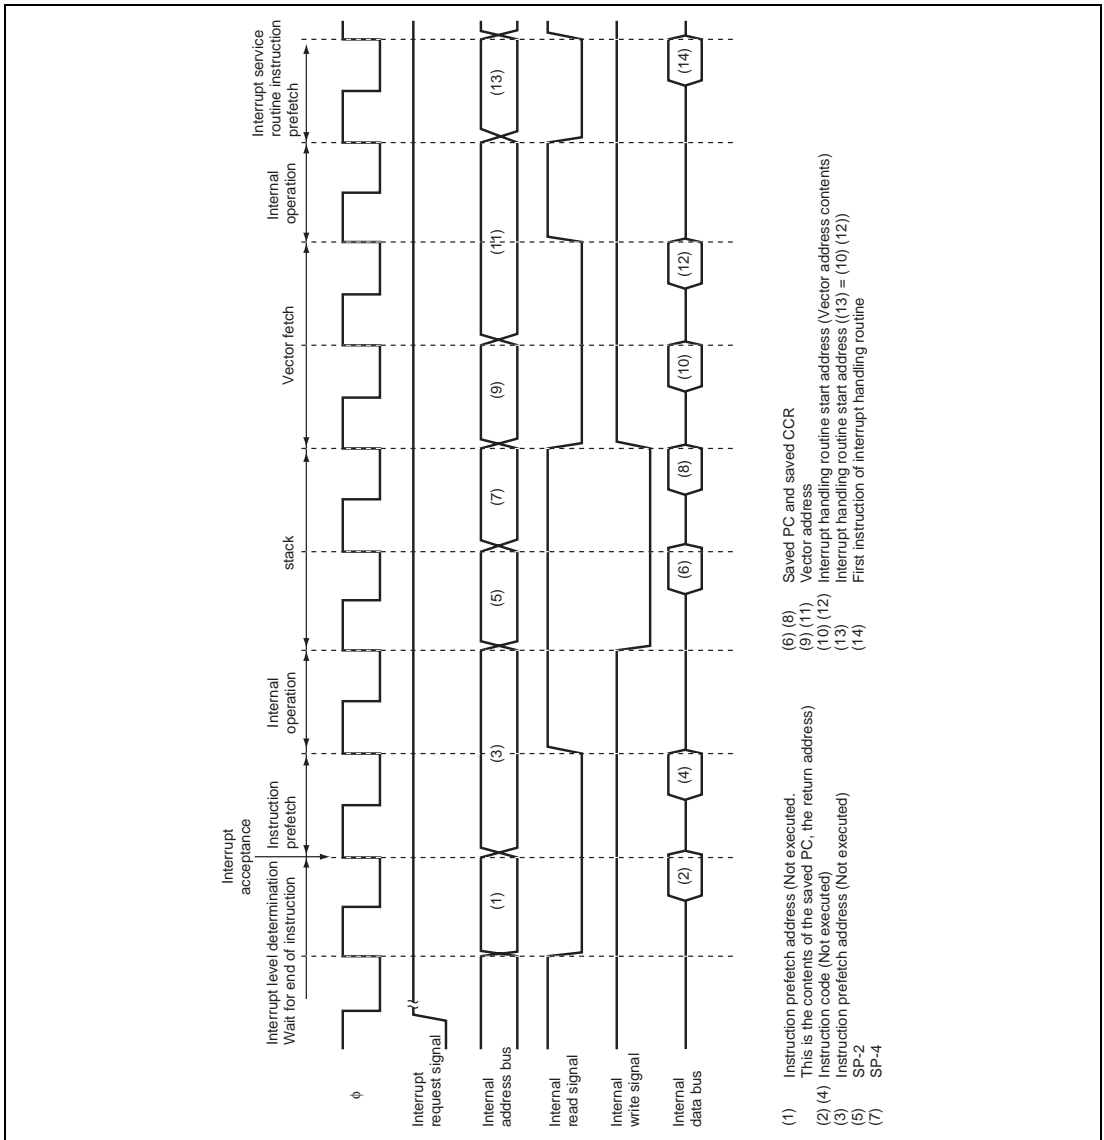 Interrupt level determination
Wait for end of instruction
Interrupt
acceptance
Instruction
prefetch
Internal
operation
stack
Vector fetch
Internal
operation
Interrupt service
routine instruction
prefetch
φ
Interrupt
request signal
Internal
address bus
(1)
(3)
(5)
(7)
(9)
(11)
(13)
Internal
read signal
Internal
write signal
Internal
data bus
(2)
(4)
(6)
(8)
(10)
(12)
(14)
(1) Instruction prefetch address (Not executed.
This is the contents of the saved PC, the return address)
(2) (4) Instruction code (Not executed)
(3) Instruction prefetch address (Not executed)
(5) SP-2
(7) SP-4
(6) (8) Saved PC and saved CCR
(9) (11) Vector address
(10) (12) Interrupt handling routine start address (Vector address contents)
(13) Interrupt handling routine start address ((13) = (10) (12))
(14) First instruction of interrupt handling routine